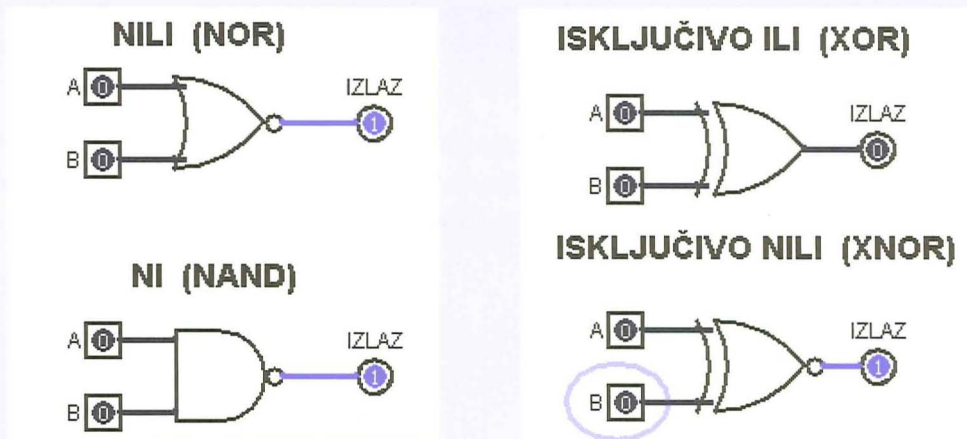 NILI (NOR)
A 0
IZLAZ
1
B 0
NI (NAND)
A 0
IZLAZ
1
B 0
ISKLJUČIVO ILI (XOR)
A 0
IZLAZ
0
B 0
ISKLJUČIVO NILI (XNOR)
A 0
IZLAZ
1
B 0